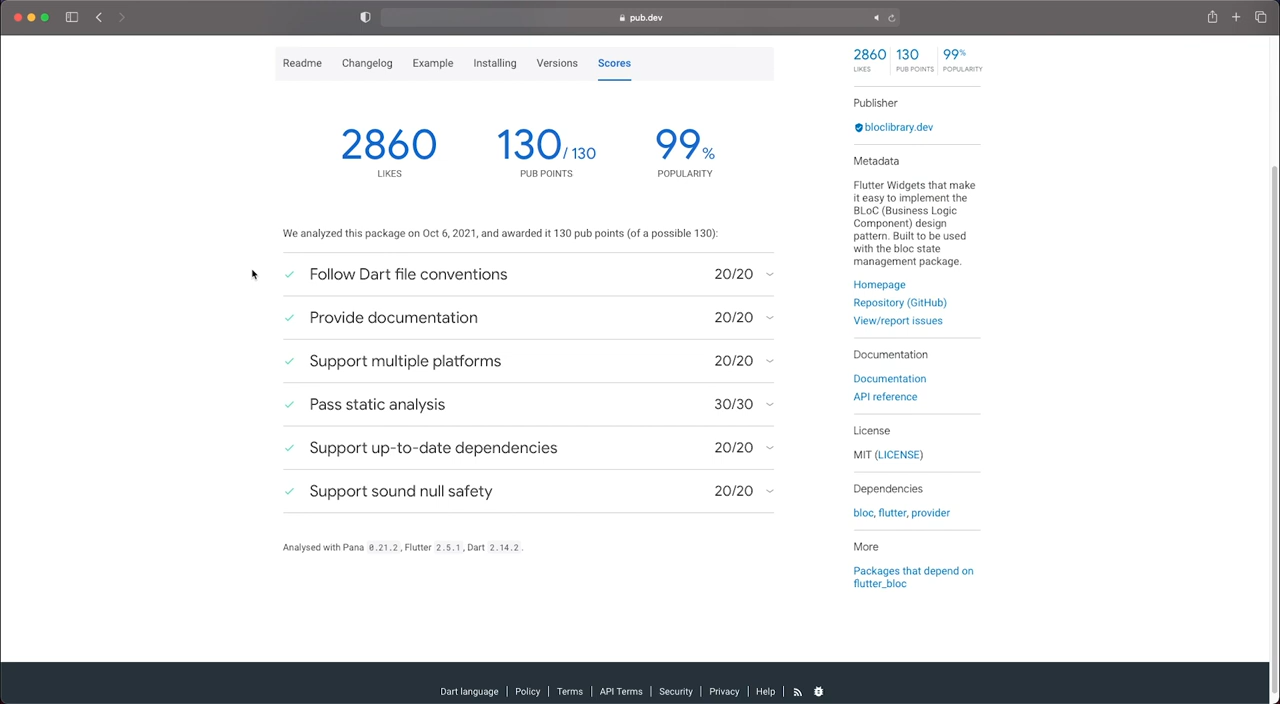 pub.dev
Readme Changelog Example Installing Versions Scores
2860 130/ 130 99%
LIKES PUB POINTS POPULARITY
We analyzed this package on Oct 6, 2021, and awarded it 130 pub points (of a possible 130):
Follow Dart file conventions 20/20
Provide documentation 20/20
Support multiple platforms 20/20
Pass static analysis 30/30
Support up-to-date dependencies 20/20
Support sound null safety 20/20
Analysed with Pana 0.21.2, Flutter 2.5.1, Dart 2.14.2.
2860 130 99%
LIKES PUB POINTS POPULARITY
Publisher
bloclibrary.dev
Metadata
Flutter Widgets that make
it easy to implement the
BLoC (Business Logic
Component) design
pattern. Built to be used
with the bloc state
management package.
Homepage
Repository (GitHub)
View/report issues
Documentation
Documentation
API reference
License
MIT (LICENSE)
Dependencies
bloc, flutter, provider
More
Packages that depend on
flutter_bloc
Dart language Policy Terms API Terms Security Privacy Help